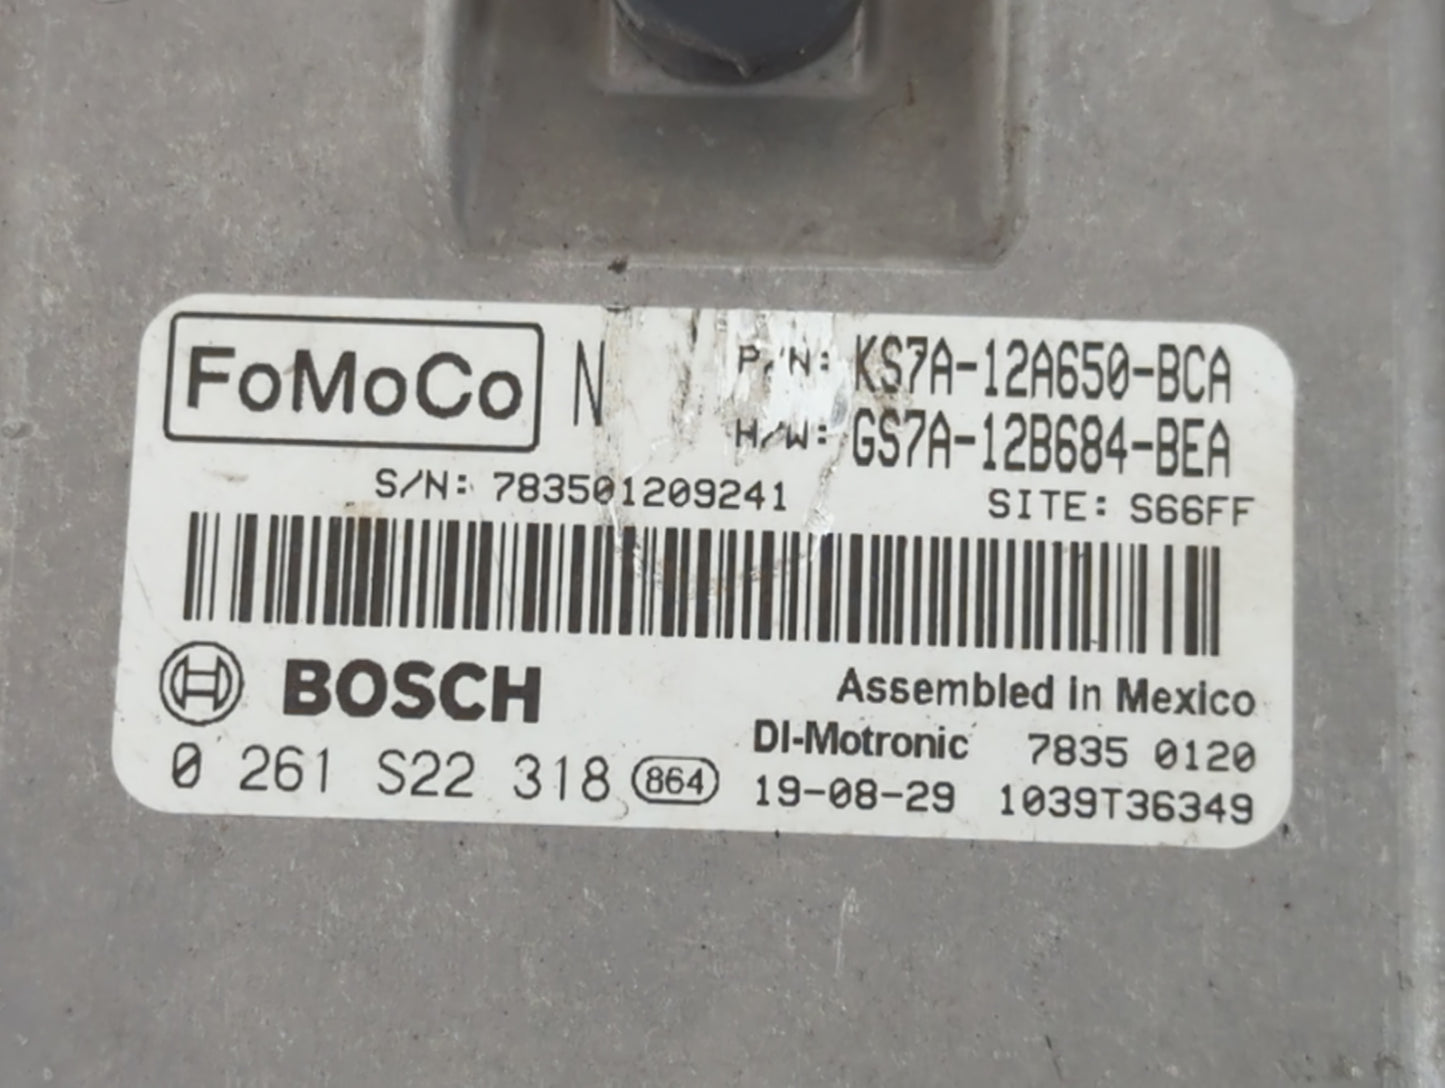 FoMoCo N P/N: KS7A-12A650-BCA
H/W: GS7A-12B684-BEA
S/N: 783501209241 SITE: S66FF
BOSCH Assembled in Mexico
DI-Motronic 7835 0120
0 261 S22 318 864 19-08-29 1039T36349